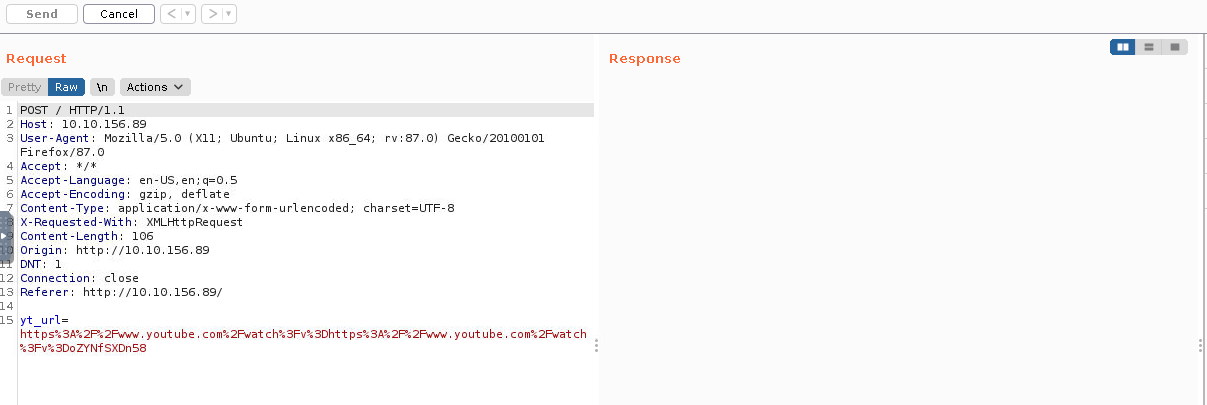 Send Cancel < >
Request
Response
Pretty Raw \n Actions
1 POST / HTTP/1.1
2 Host: 10.10.156.89
3 User-Agent: Mozilla/5.0 (X11; Ubuntu; Linux x86_64; rv:87.0) Gecko/20100101
Firefox/87.0
4 Accept: */*
5 Accept-Language: en-US,en;q=0.5
6 Accept-Encoding: gzip, deflate
7 Content-Type: application/x-www-form-urlencoded; charset=UTF-8
8 X-Requested-With: XMLHttpRequest
9 Content-Length: 106
10 Origin: http://10.10.156.89
11 DNT: 1
12 Connection: close
13 Referer: http://10.10.156.89/
14
15 yt_url=
https%3A%2F%2Fwww.youtube.com%2Fwatch%3Fv%3Dhttps%3A%2F%2Fwww.youtube.com%2Fwatch
%3Fv%3DoZYNfSXDn58